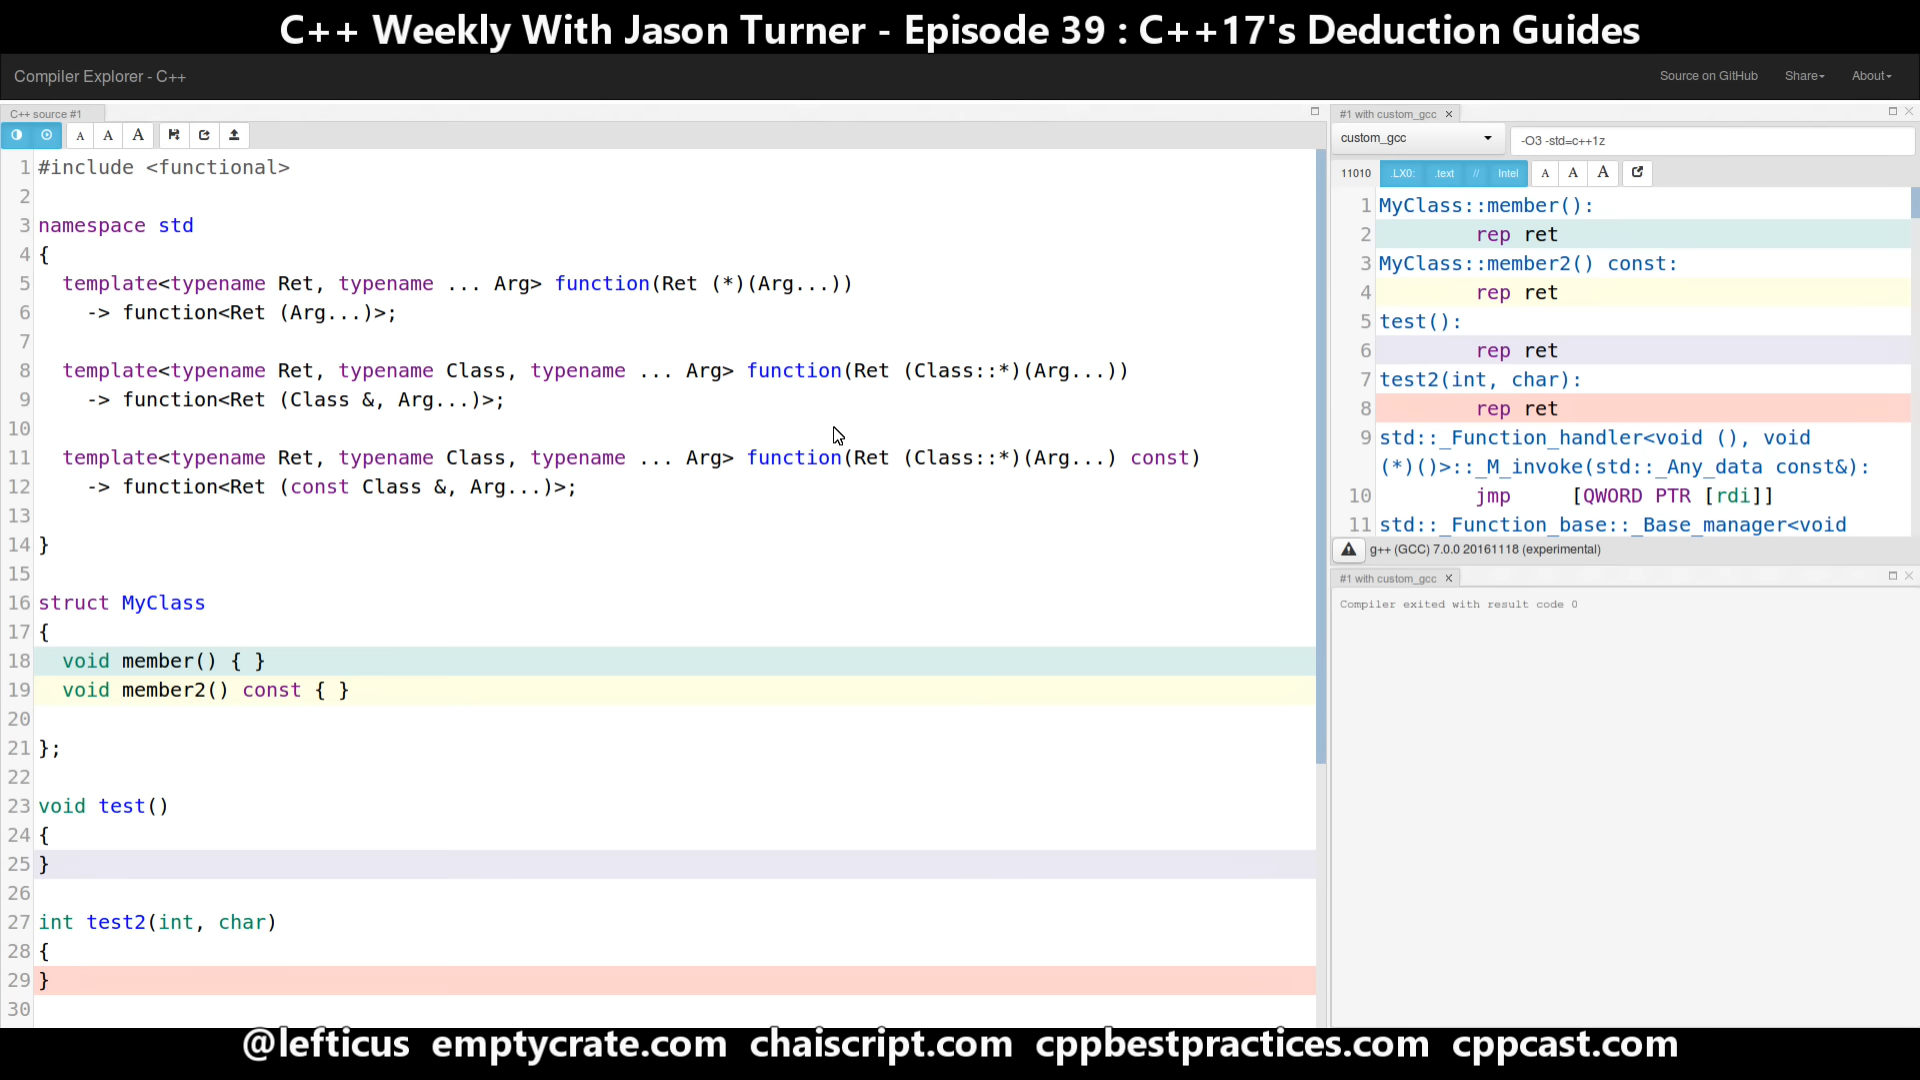 C++ Weekly With Jason Turner - Episode 39 : C++17's Deduction Guides
Compiler Explorer - C++
Source on GitHub Share About
C++ source #1
A A A
1 #include <functional>
2
3 namespace std
4 {
5   template<typename Ret, typename ... Arg> function(Ret (*)(Arg...))
6     -> function<Ret (Arg...)>;
7
8   template<typename Ret, typename Class, typename ... Arg> function(Ret (Class::*)(Arg...))
9     -> function<Ret (Class &, Arg...)>;
10
11   template<typename Ret, typename Class, typename ... Arg> function(Ret (Class::*)(Arg...) const)
12     -> function<Ret (const Class &, Arg...)>;
13
14 }
15
16 struct MyClass
17 {
18   void member() { }
19   void member2() const { }
20
21 };
22
23 void test()
24 {
25 }
26
27 int test2(int, char)
28 {
29 }
30
#1 with custom_gcc ×
custom_gcc
-O3 -std=c++1z
11010 .LX0: .text // Intel A A A
1 MyClass::member():
2         rep ret
3 MyClass::member2() const:
4         rep ret
5 test():
6         rep ret
7 test2(int, char):
8         rep ret
9 std::_Function_handler<void (), void
(*)()>::_M_invoke(std::_Any_data const&):
10         jmp     [QWORD PTR [rdi]]
11 std::_Function_base::_Base_manager<void
g++ (GCC) 7.0.0 20161118 (experimental)
#1 with custom_gcc ×
Compiler exited with result code 0
@lefticus emptycrate.com chaiscript.com cppbestpractices.com cppcast.com